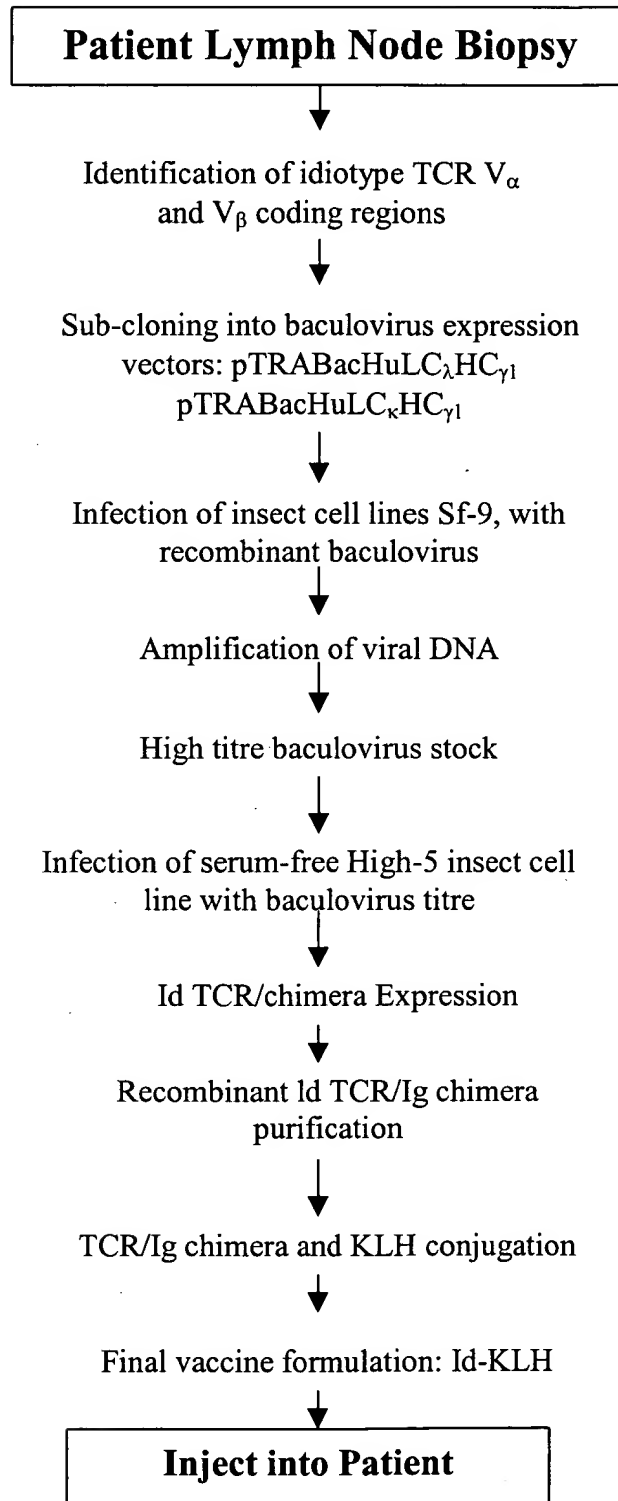 Patient Lymph Node Biopsy
Identification of idiotype TCR Vα
and Vβ coding regions
Sub-cloning into baculovirus expression
vectors: pTRABacHuLCλHCγ1
pTRABacHuLCκHCγ1
Infection of insect cell lines Sf-9, with
recombinant baculovirus
Amplification of viral DNA
High titre baculovirus stock
Infection of serum-free High-5 insect cell
line with baculovirus titre
Id TCR/chimera Expression
Recombinant Id TCR/Ig chimera
purification
TCR/Ig chimera and KLH conjugation
Final vaccine formulation: Id-KLH
Inject into Patient